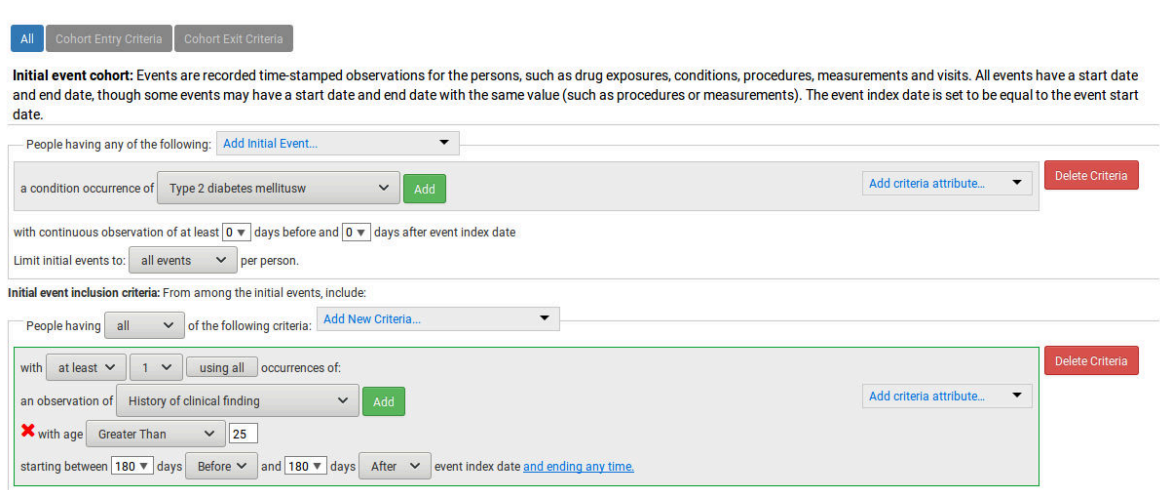 All Cohort Entry Criteria Cohort Exit Criteria
Initial event cohort: Events are recorded time-stamped observations for the persons, such as drug exposures, conditions, procedures, measurements and visits. All events have a start date
and end date, though some events may have a start date and end date with the same value (such as procedures or measurements). The event index date is set to be equal to the event start
date.
People having any of the following: Add Initial Event...
a condition occurrence of Type 2 diabetes mellitusw Add Add criteria attribute... Delete Criteria
with continuous observation of at least 0 days before and 0 days after event index date
Limit initial events to: all events per person.
Initial event inclusion criteria: From among the initial events, include:
People having all of the following criteria: Add New Criteria...
with at least 1 using all occurrences of: Delete Criteria
an observation of History of clinical finding Add Add criteria attribute...
with age Greater Than 25
starting between 180 days Before and 180 days After event index date and ending any time.